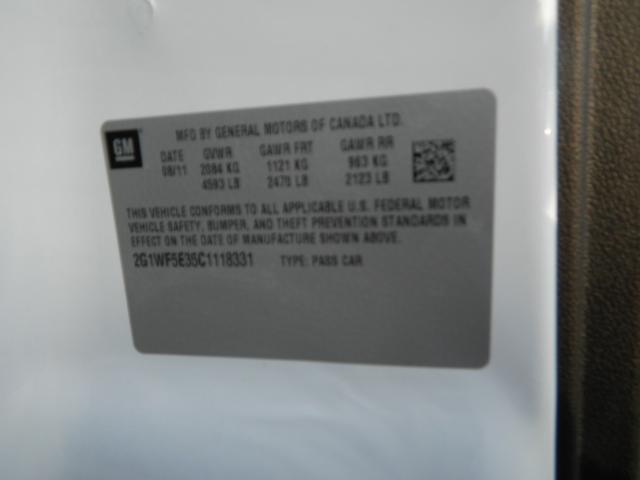 GM
MFD BY GENERAL MOTORS OF CANADA LTD.
DATE GVWR GAWR FRT GAWR RR
08/11 2084 KG 1121 KG 963 KG
4593 LB 2470 LB 2123 LB
THIS VEHICLE CONFORMS TO ALL APPLICABLE U.S. FEDERAL MOTOR
VEHICLE SAFETY, BUMPER, AND THEFT PREVENTION STANDARDS IN
EFFECT ON THE DATE OF MANUFACTURE SHOWN ABOVE.
2G1WF5E35C1118331 TYPE: PASS CAR